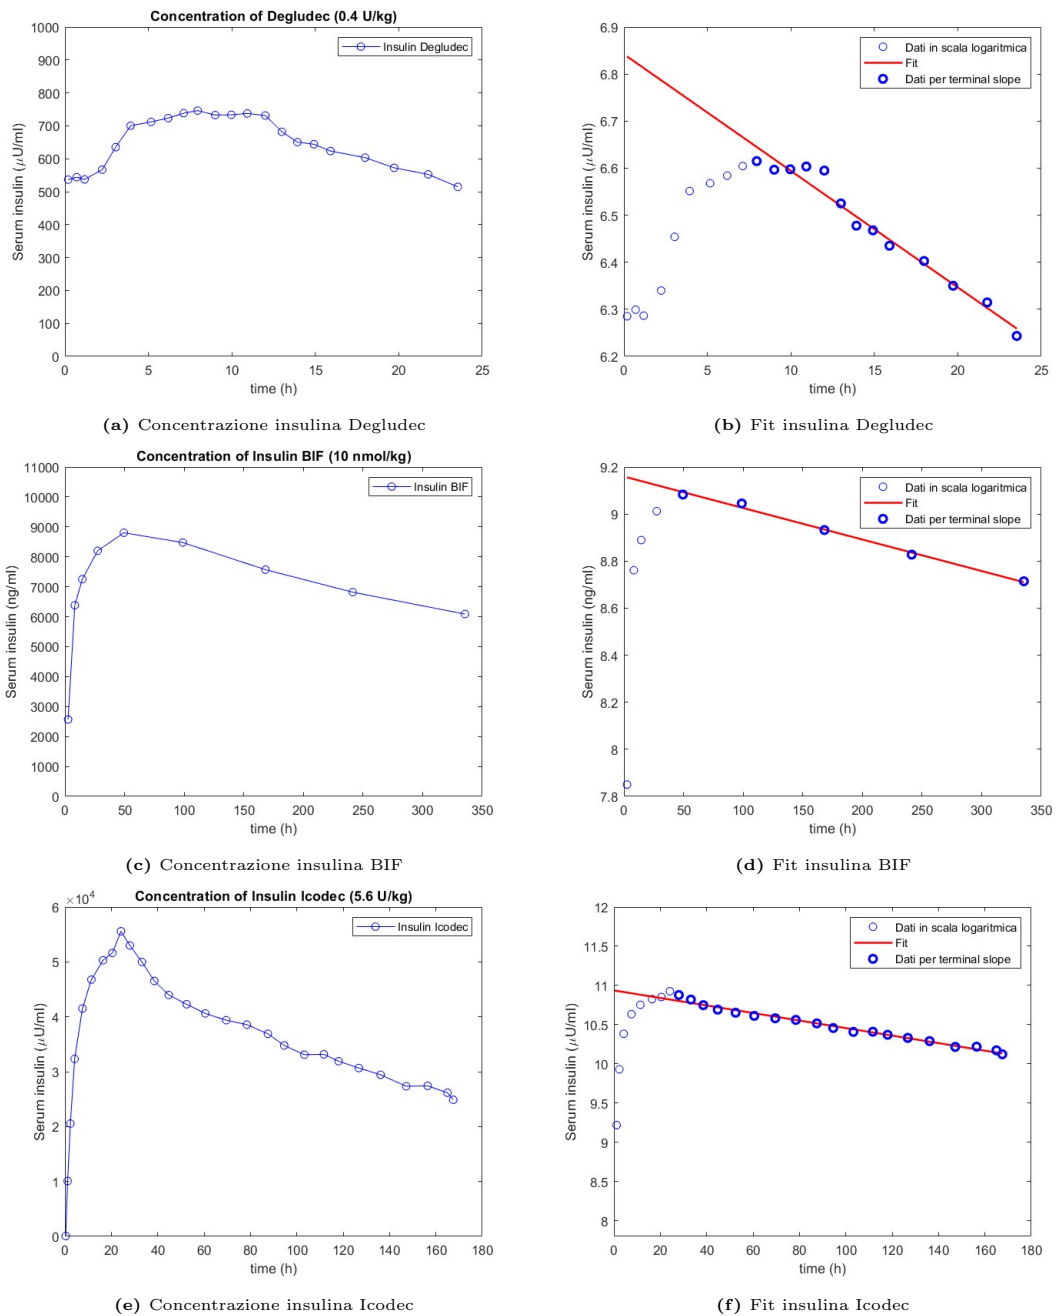 Concentration of Degludec (0.4 U/kg)
Serum insulin (μU/ml)
1000
900
800
700
600
500
400
300
200
100
0
Insulin Degludec
0 5 10 15 20 25
time (h)
(a) Concentrazione insulina Degludec
Serum insulin (μU/ml)
6.9
6.8
6.7
6.6
6.5
6.4
6.3
6.2
Dati in scala logaritmica
Fit
Dati per terminal slope
0 5 10 15 20 25
time (h)
(b) Fit insulina Degludec
Concentration of Insulin BIF (10 nmol/kg)
Serum insulin (ng/ml)
11000
10000
9000
8000
7000
6000
5000
4000
3000
2000
1000
0
Insulin BIF
0 50 100 150 200 250 300 350
time (h)
(c) Concentrazione insulina BIF
Serum insulin (μU/ml)
9.2
9
8.8
8.6
8.4
8.2
8
7.8
Dati in scala logaritmica
Fit
Dati per terminal slope
0 50 100 150 200 250 300 350
time (h)
(d) Fit insulina BIF
Concentration of Insulin Icodec (5.6 U/kg)
×10⁴
Serum insulin (μU/ml)
6
5
4
3
2
1
0
Insulin Icodec
0 20 40 60 80 100 120 140 160 180
time (h)
(e) Concentrazione insulina Icodec
Serum insulin (μU/ml)
12
11.5
11
10.5
10
9.5
9
8.5
8
Dati in scala logaritmica
Fit
Dati per terminal slope
0 20 40 60 80 100 120 140 160 180
time (h)
(f) Fit insulina Icodec